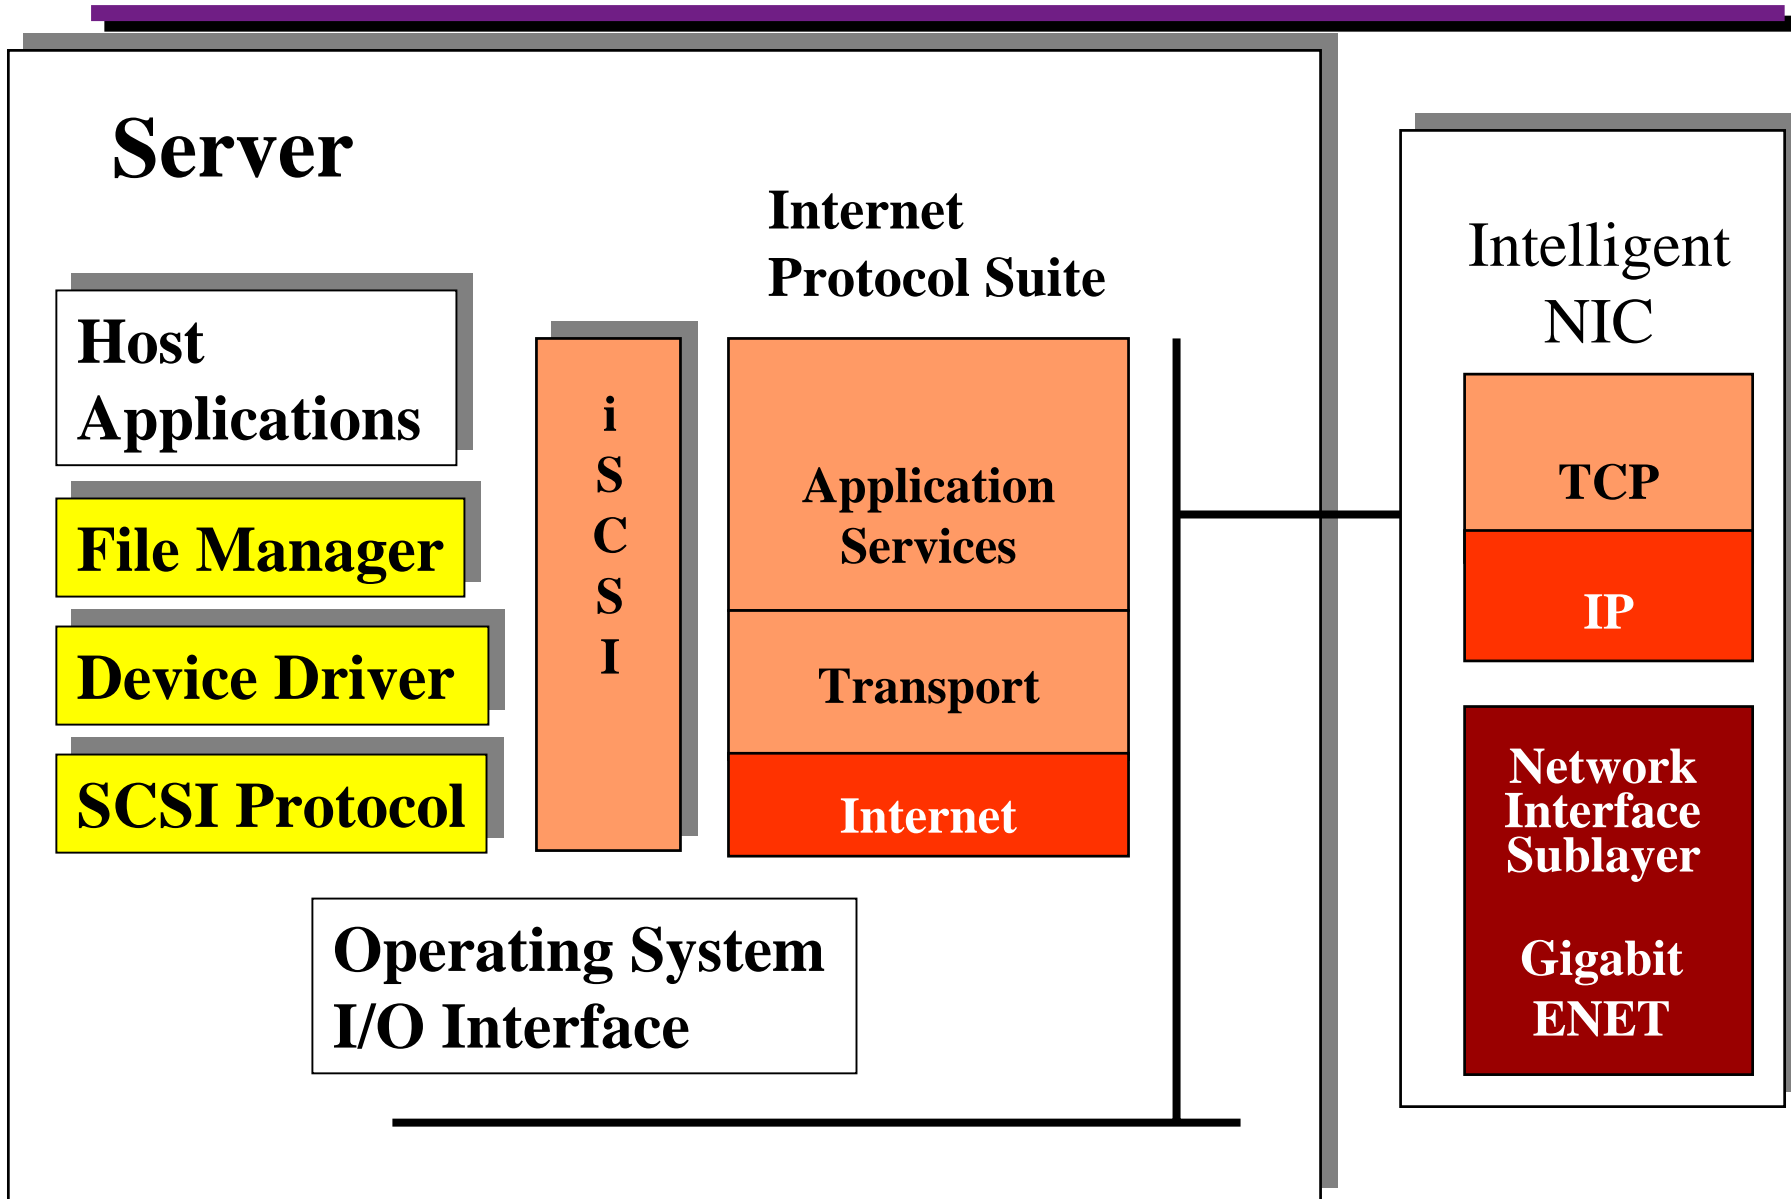 Server
Internet
Protocol Suite
Intelligent
NIC
Host
Applications
File Manager
Device Driver
SCSI Protocol
i
S
C
S
I
Application
Services
Transport
Internet
TCP
IP
Network
Interface
Sublayer
Gigabit
ENET
Operating System
I/O Interface